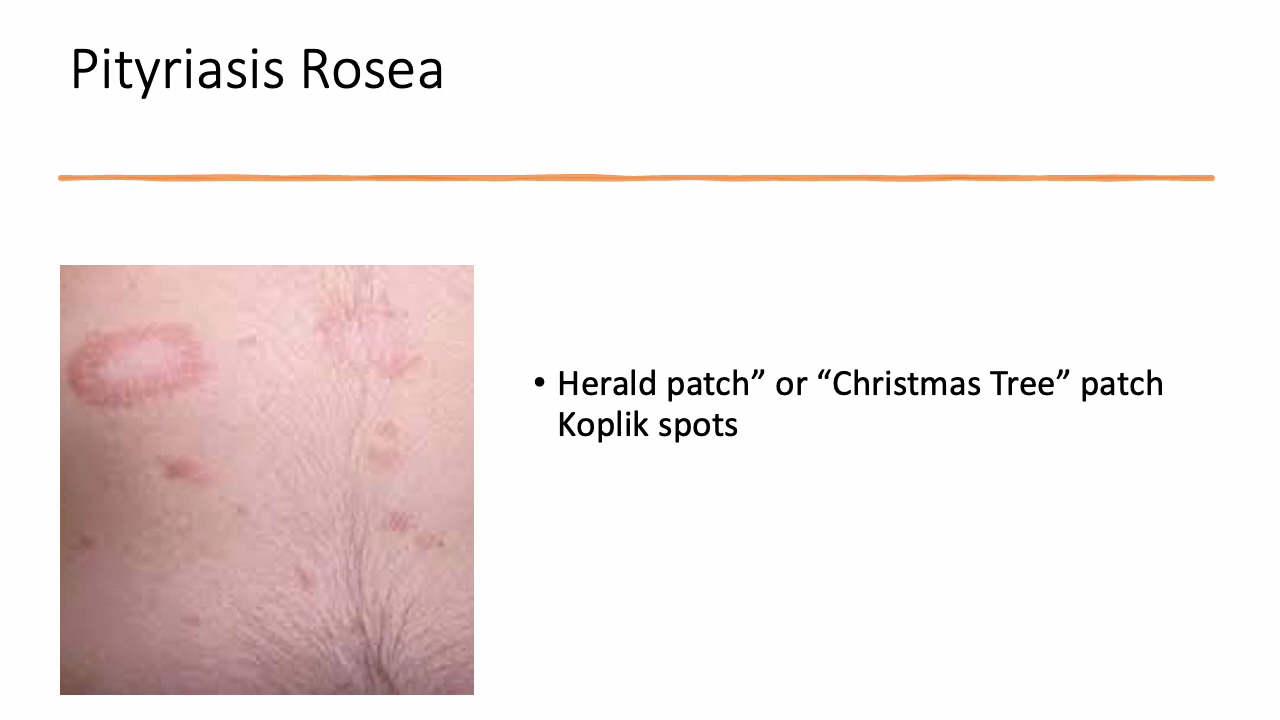 Pityriasis Rosea
• Herald patch” or “Christmas Tree” patch
Koplik spots